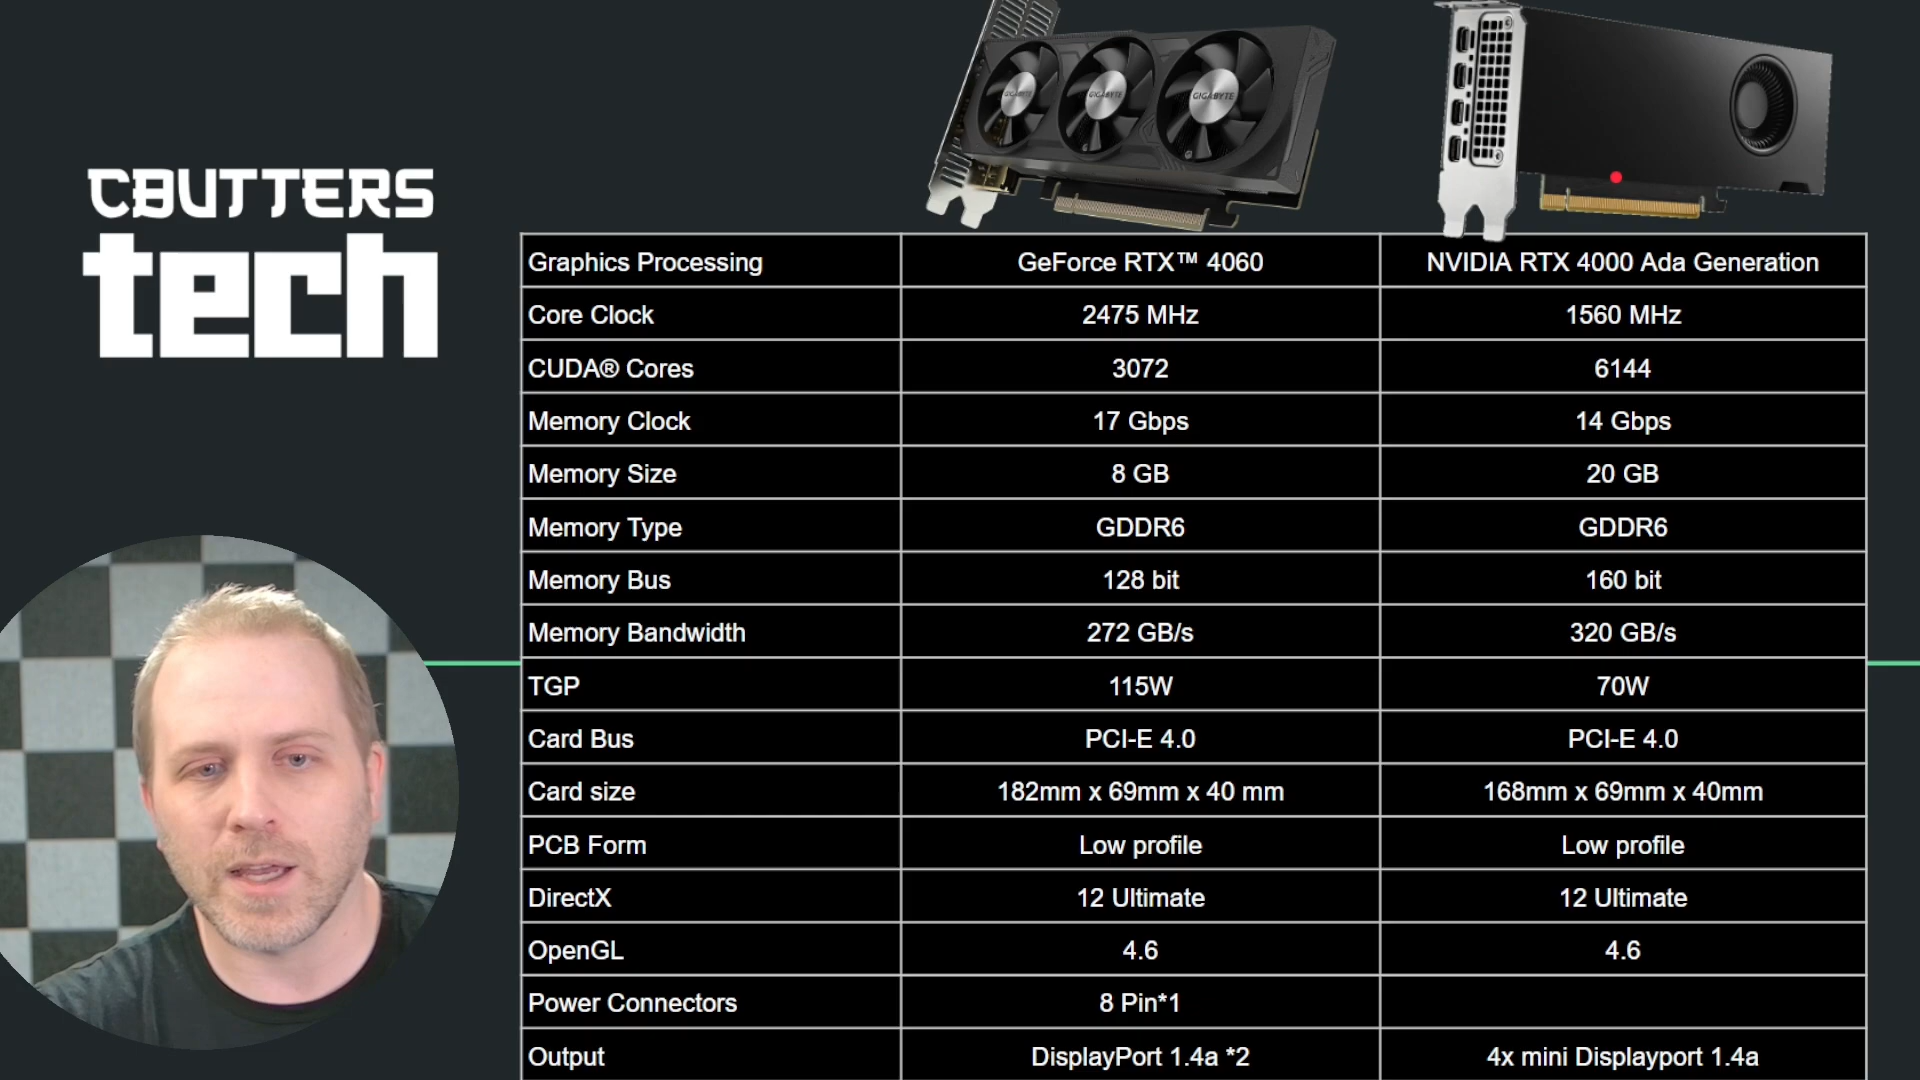 CBUTTERS
tech
GIGABYTE GIGABYTE GIGABYTE
Graphics Processing GeForce RTX™ 4060 NVIDIA RTX 4000 Ada Generation
Core Clock 2475 MHz 1560 MHz
CUDA® Cores 3072 6144
Memory Clock 17 Gbps 14 Gbps
Memory Size 8 GB 20 GB
Memory Type GDDR6 GDDR6
Memory Bus 128 bit 160 bit
Memory Bandwidth 272 GB/s 320 GB/s
TGP 115W 70W
Card Bus PCI-E 4.0 PCI-E 4.0
Card size 182mm x 69mm x 40 mm 168mm x 69mm x 40mm
PCB Form Low profile Low profile
DirectX 12 Ultimate 12 Ultimate
OpenGL 4.6 4.6
Power Connectors 8 Pin*1
Output DisplayPort 1.4a *2 4x mini Displayport 1.4a